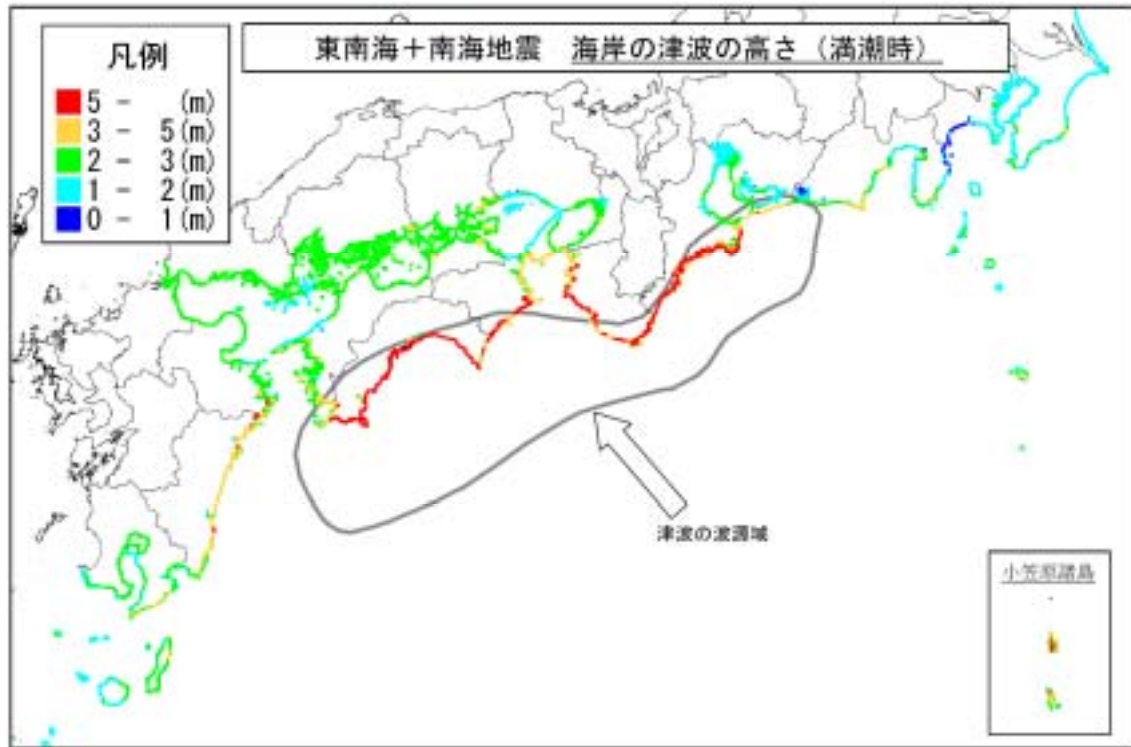 東南海＋南海地震　海岸の津波の高さ（満潮時）
凡例
5 -　(m)
3 -　5(m)
2 -　3(m)
1 -　2(m)
0 -　1(m)
津波の波源域
小笠原諸島